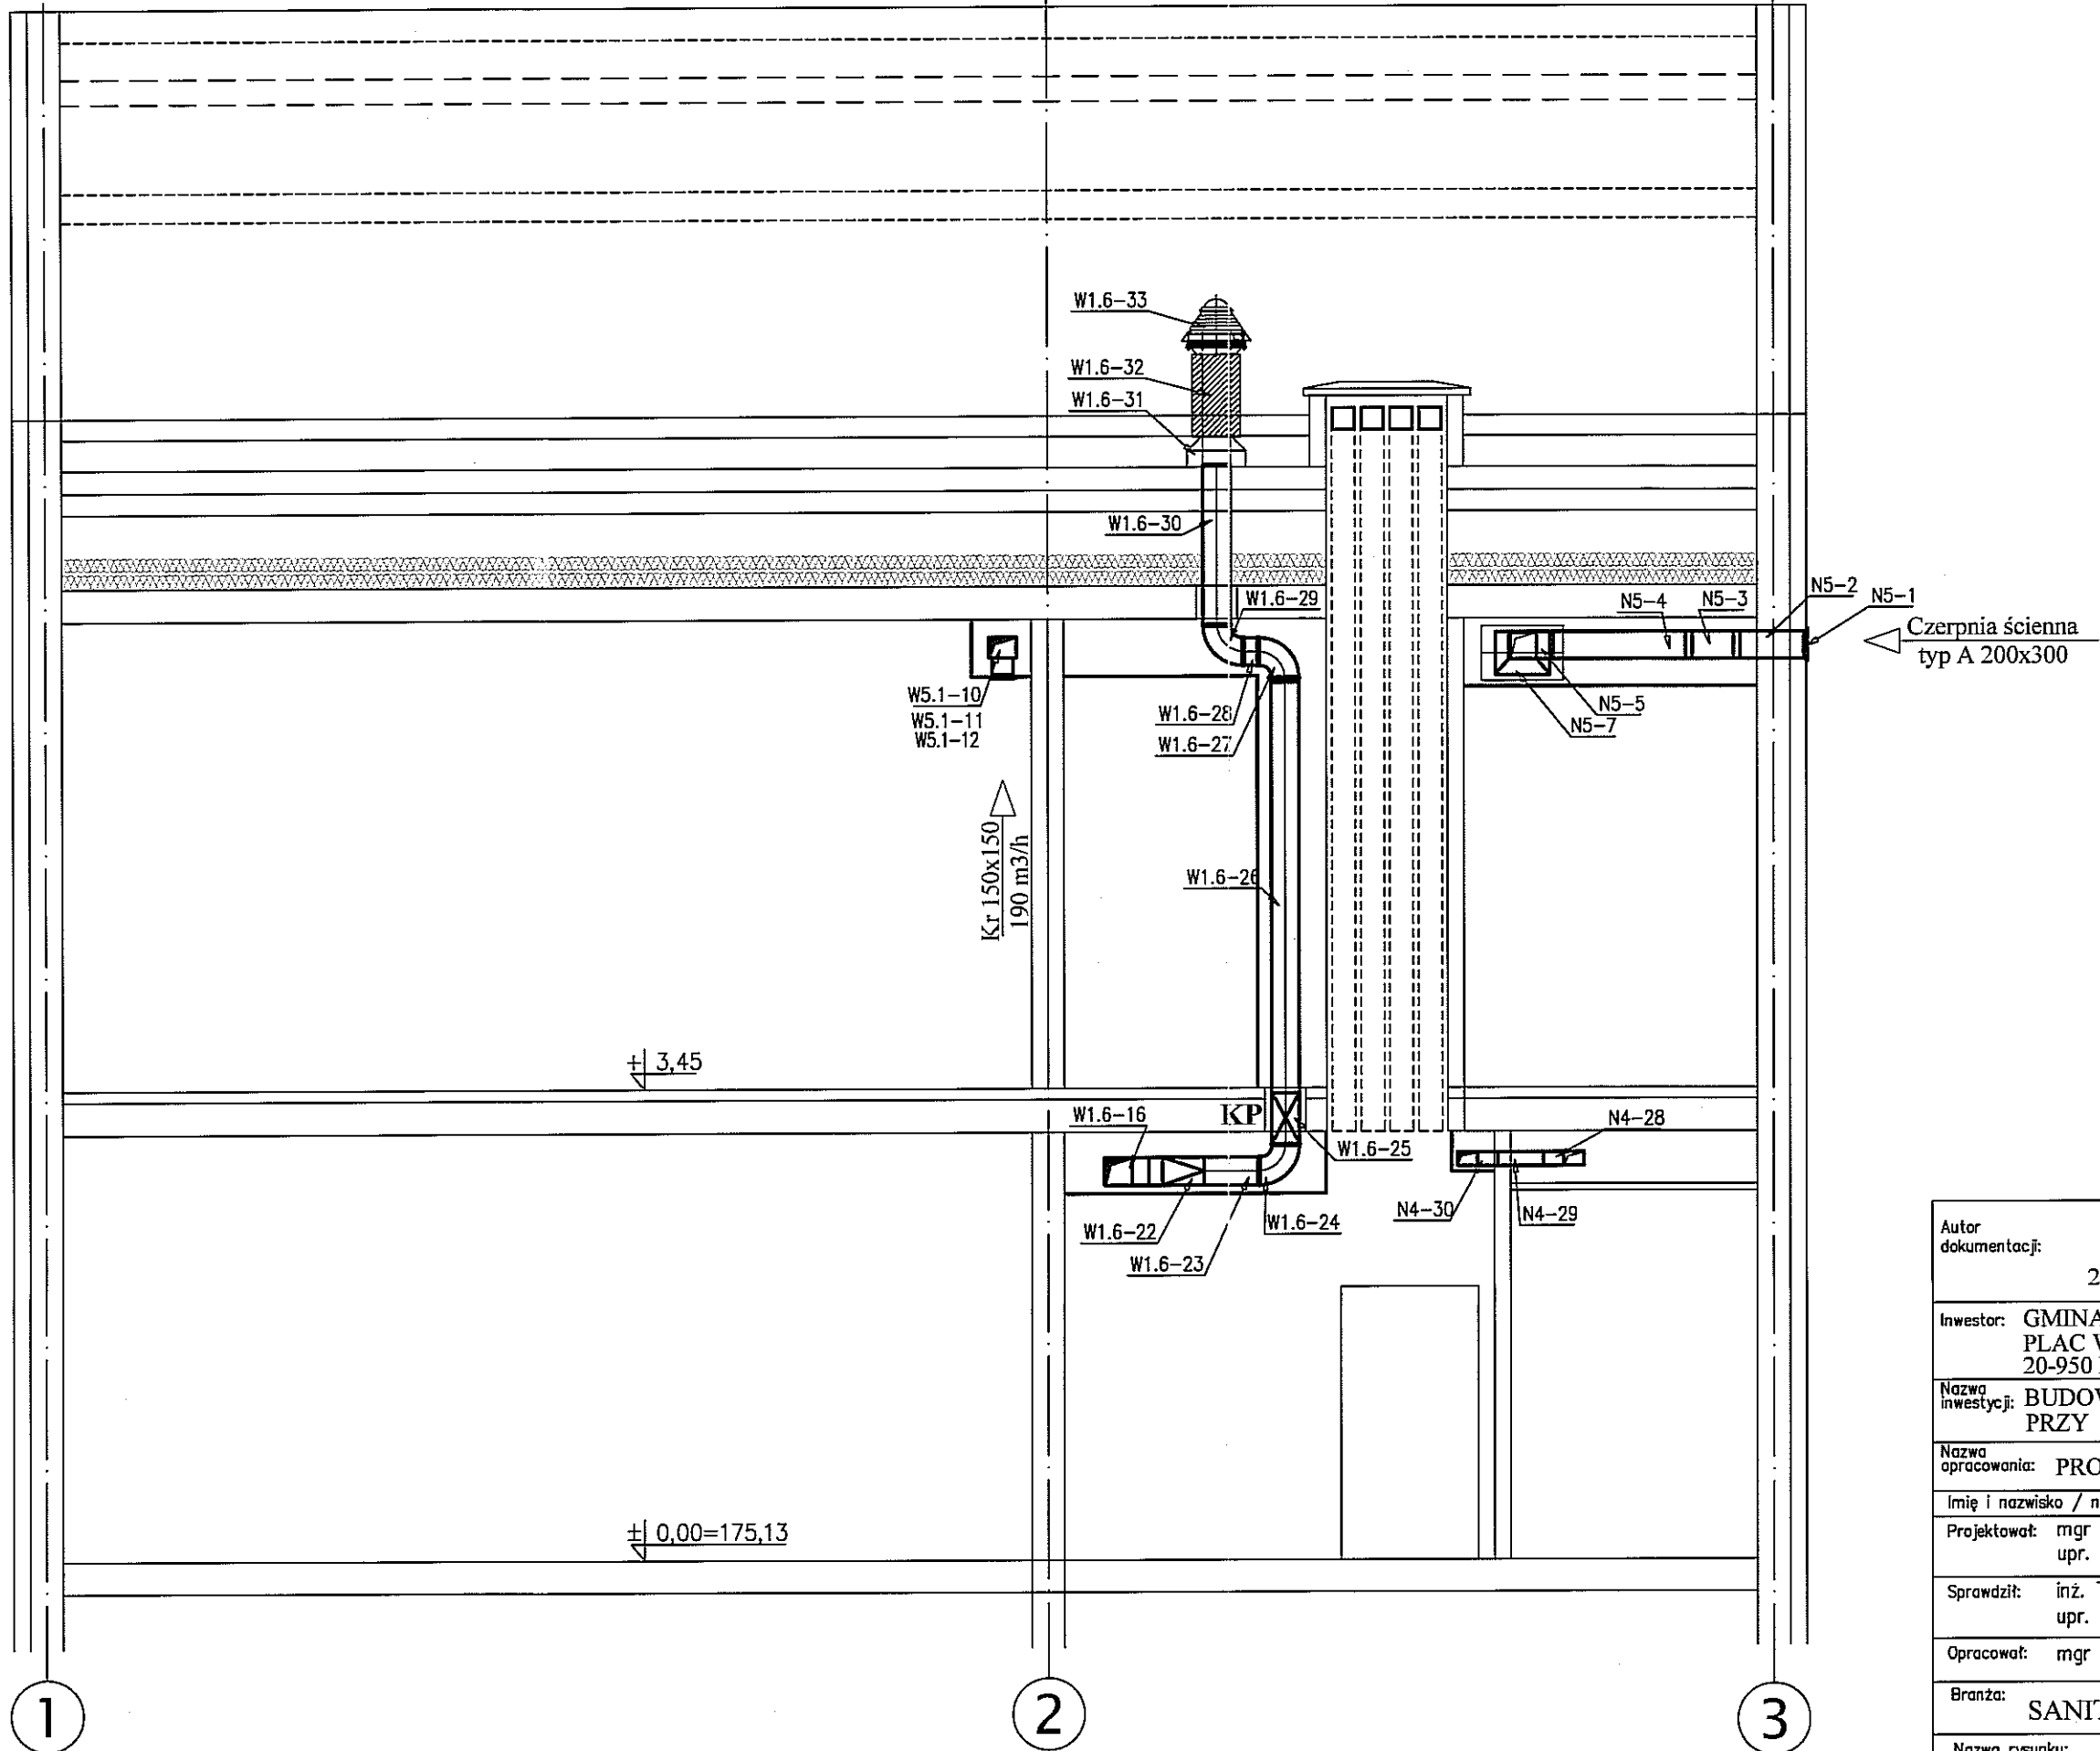 W1.6-33
W1.6-32
W1.6-31
W1.6-30
W1.6-29
N5-4
N5-3
N5-2
N5-1
Czerpnia ścienna
typ A 200x300
W5.1-10
W5.1-11
W5.1-12
W1.6-28
W1.6-27
N5-5
N5-7
Kr 150x150
190 m3/h
W1.6-26
+ 3,45
W1.6-16
KP
W1.6-25
N4-28
W1.6-22
W1.6-23
W1.6-24
N4-30
N4-29
± 0,00=175,13
1
2
3
Autor
dokumentacji:
2
Inwestor: GMINA
PLAC
20-950
Nazwa
inwestycji: BUDOW
PRZY
Nazwa
opracowania: PRO
Imię i nazwisko / n
Projektował: mgr
upr.
Sprawdził: inż.
upr.
Opracował: mgr
Branża:
SANIT
Nazwa rysunku: